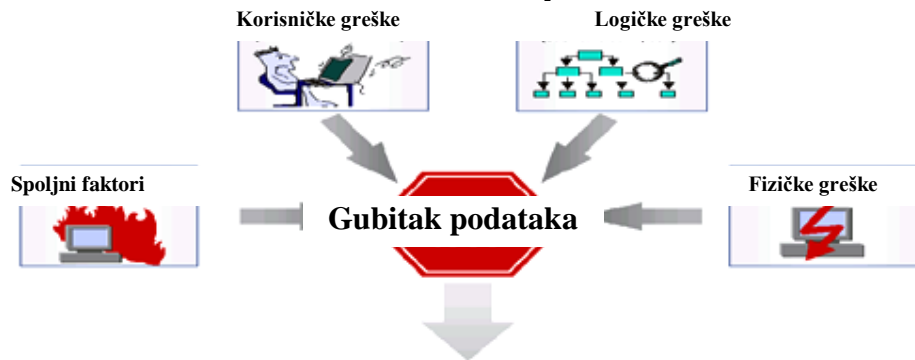 Korisničke greške
Logičke greške
Spoljni faktori
Fizičke greške
Gubitak podataka